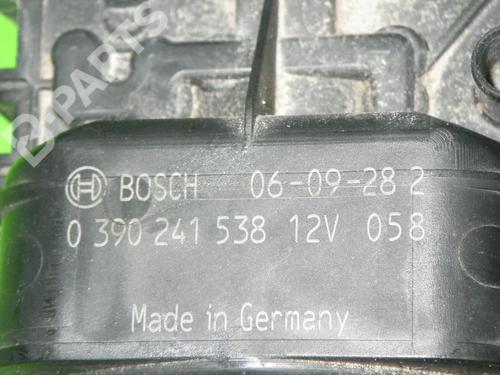 B-PARTS
BOSCH 06-09-28 2
0 390 241 538 12V 058
Made in Germany